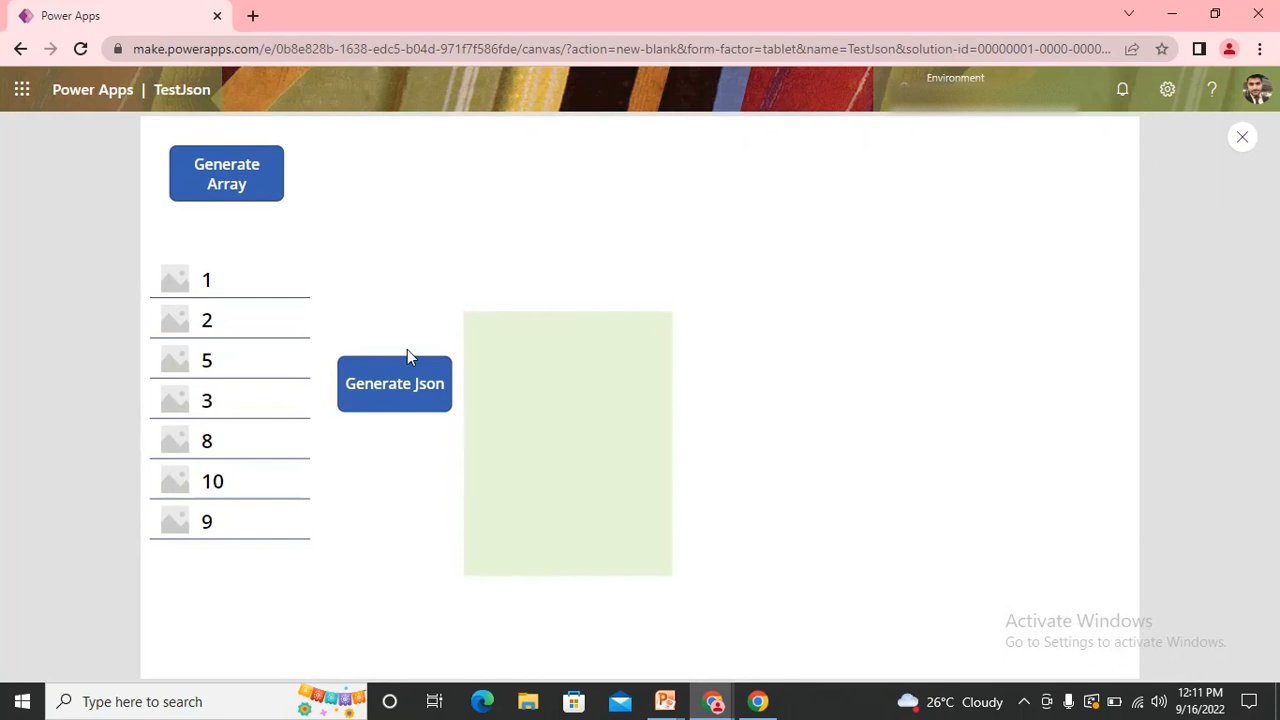 Power Apps
make.powerapps.com/e/0b8e828b-1638-edc5-b04d-971f7f586fde/canvas/?action=new-blank&form-factor=tablet&name=TestJson&solution-id=00000001-0000-0000...
Environment
Power Apps | TestJson
Generate
Array
1
2
5
3
Generate Json
8
10
9
Activate Windows
Go to Settings to activate Windows.
Type here to search
26°C Cloudy
12:11 PM
9/16/2022